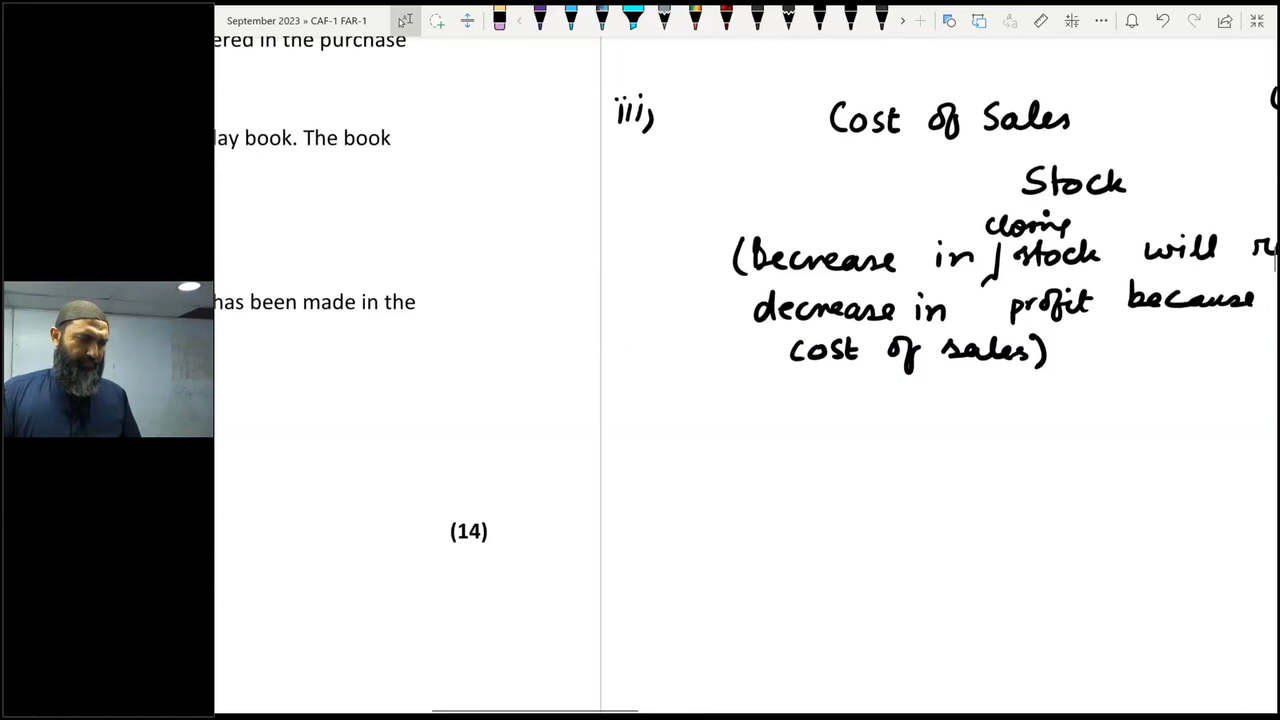 September 2023 » CAF-1 FAR-1
ered in the purchase
lay book. The book
has been made in the
(14)
iii,
Cost of Sales
Stock
closing
(Decrease in stock will
decrease in profit because
cost of sales)